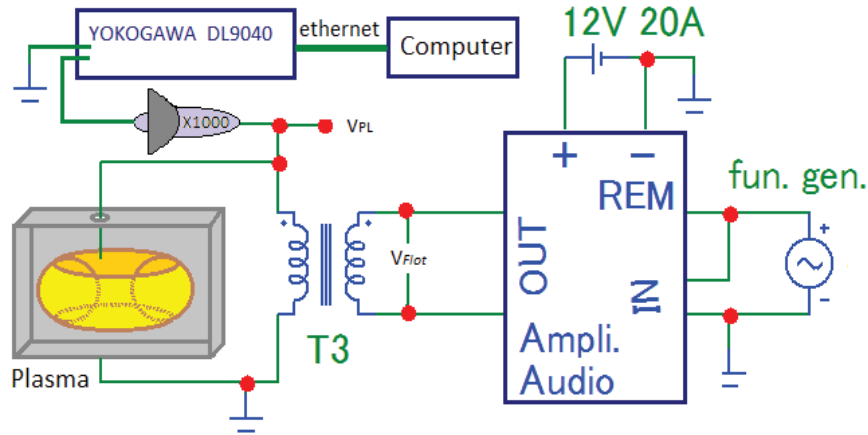 YOKOGAWA DL9040
ethernet
Computer
12V 20A
X1000
VPL
+ −
REM
fun. gen.
+
VFlot
OUT
IN
-
T3
Ampli.
Audio
Plasma